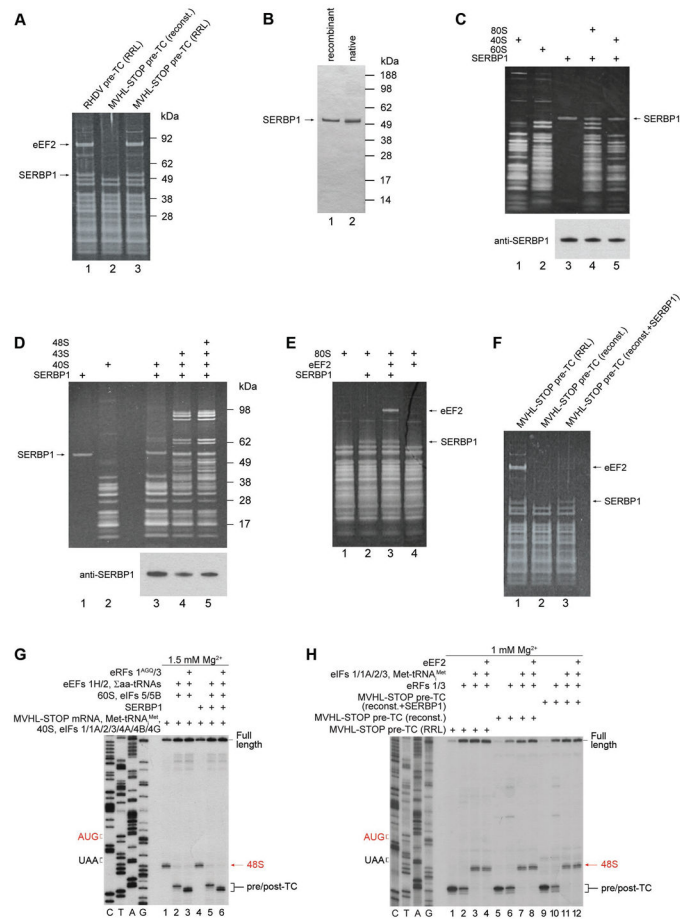 A
RHDV pre-TC (RRL)
MVHL-STOP pre-TC (reconst.)
MVHL-STOP pre-TC (RRL)
kDa
eEF2
SERBP1
92
62
49
38
28
1 2 3
B
recombinant
native
kDa
188
98
62
49
38
28
17
14
SERBP1
1 2
C
80S +
40S + +
60S +
SERBP1 + + +
SERBP1
anti-SERBP1
1 2 3 4 5
D
48S +
43S + +
40S + + + +
SERBP1 + + + +
kDa
98
62
49
38
28
17
SERBP1
anti-SERBP1
1 2 3 4 5
E
80S + + + +
eEF2 + +
SERBP1 + +
eEF2
SERBP1
1 2 3 4
F
MVHL-STOP pre-TC (RRL)
MVHL-STOP pre-TC (reconst.)
MVHL-STOP pre-TC (reconst.+SERBP1)
eEF2
SERBP1
1 2 3
G
1.5 mM Mg2+
eRFs 1AGQ/3 + +
eEFs 1H/2, Σaa-tRNAs + + + +
60S, eIFs 5/5B + + + +
SERBP1 + + +
MVHL-STOP mRNA, Met-tRNAiMet,
40S, eIFs 1/1A/2/3/4A/4B/4G + + + + + +
Full
length
AUG
UAA
48S
pre/post-TC
C T A G 1 2 3 4 5 6
H
1 mM Mg2+
eEF2 + + +
eIFs 1/1A/2/3, Met-tRNAiMet + + + + + +
eRFs 1/3 + + + + + + + + +
MVHL-STOP pre-TC
(reconst.+SERBP1) + + + +
MVHL-STOP pre-TC (reconst.) + + + +
MVHL-STOP pre-TC (RRL) + + + +
Full
length
AUG
UAA
48S
pre/post-TC
C T A G 1 2 3 4 5 6 7 8 9 10 11 12